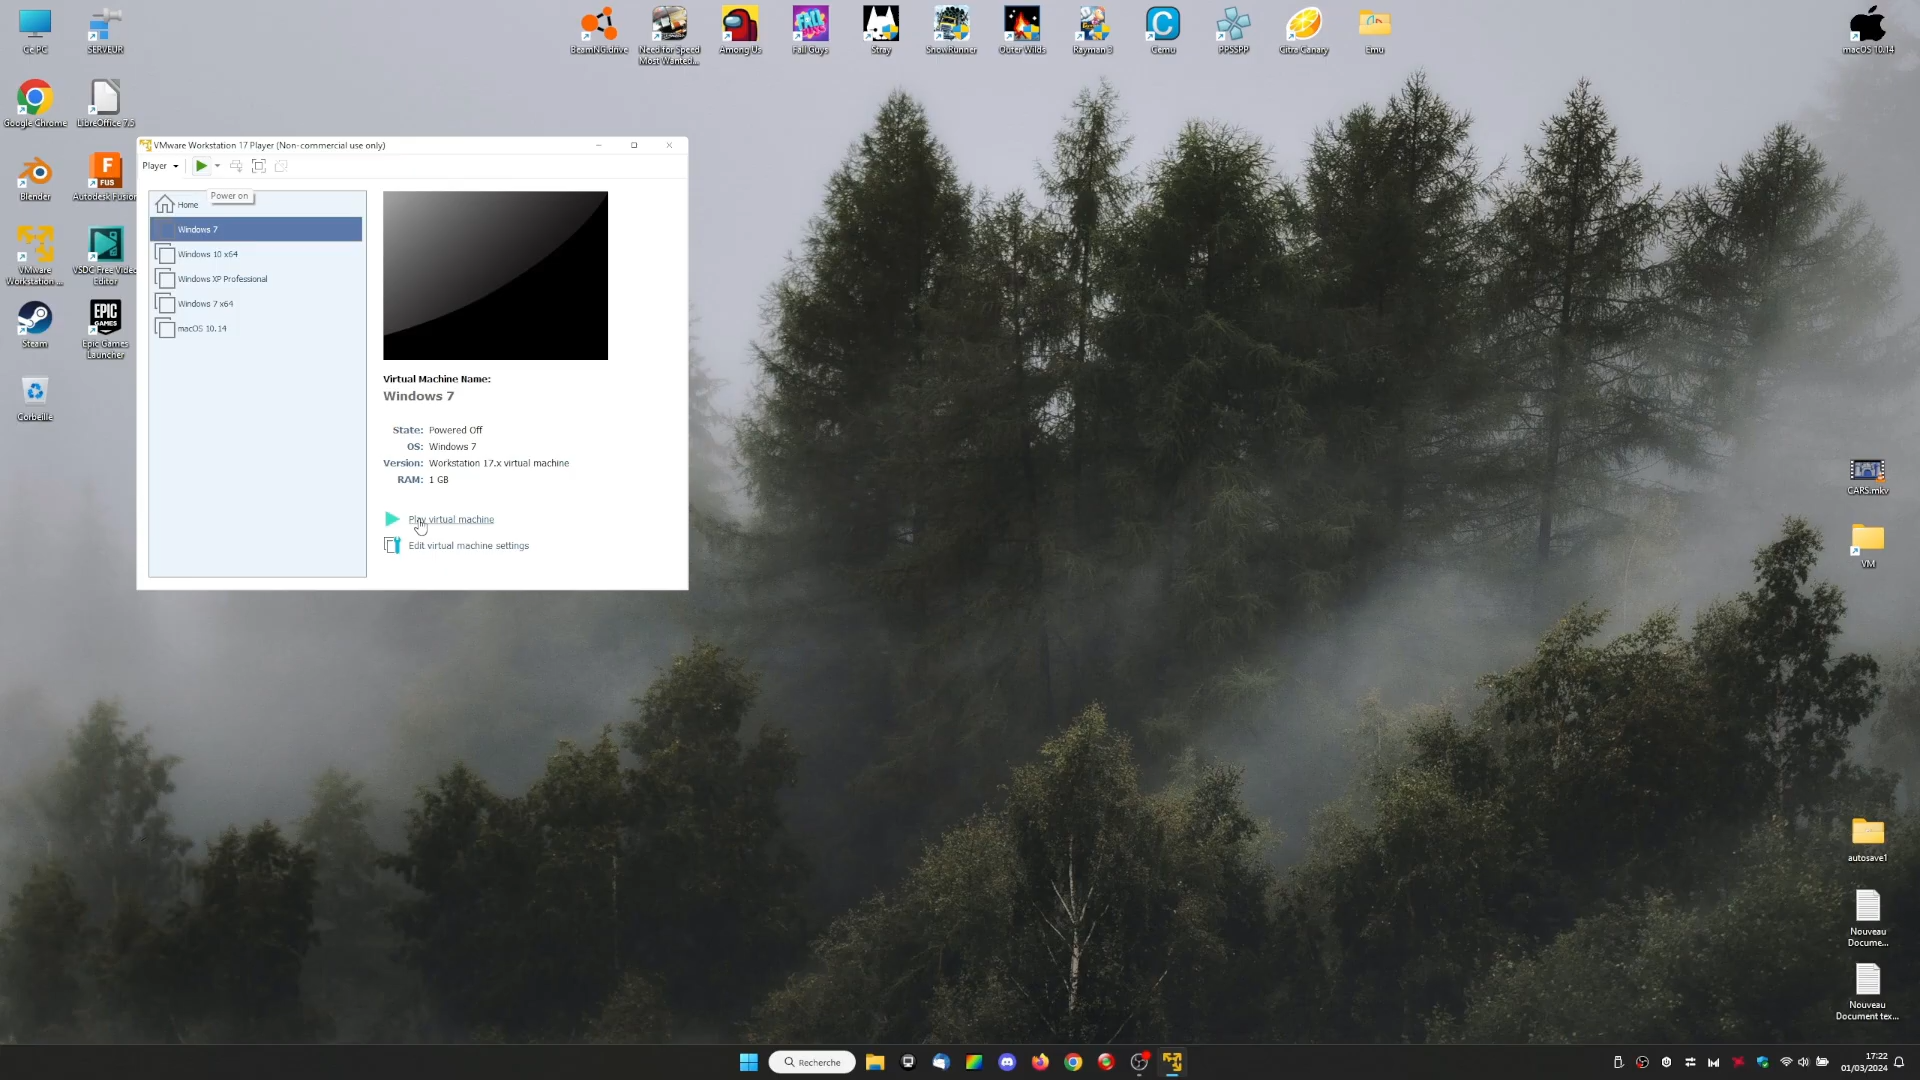 Ce PC
SERVEUR
BeamNG.drive
Need for Speed
Most Wanted...
Among Us
Fall Guys
Stray
SnowRunner
Outer Wilds
Rayman 3
Cemu
PPSSPP
Citra Canary
Emu
macOS 10.14
Google Chrome
LibreOffice 7.5
Blender
Autodesk Fusion
VMware
Workstation ...
VSDC Free Video
Editor
Steam
EPIC
GAMES
Epic Games
Launcher
Corbeille
VMware Workstation 17 Player (Non-commercial use only)
Player
Power on
Home
Windows 7
Windows 10 x64
Windows XP Professional
Windows 7 x64
macOS 10.14
Virtual Machine Name:
Windows 7
State: Powered Off
OS: Windows 7
Version: Workstation 17.x virtual machine
RAM: 1 GB
Play virtual machine
Edit virtual machine settings
CARS.mkv
VM
autosave1
Nouveau
Docume...
Nouveau
Document tex...
Recherche
17:22
01/03/2024